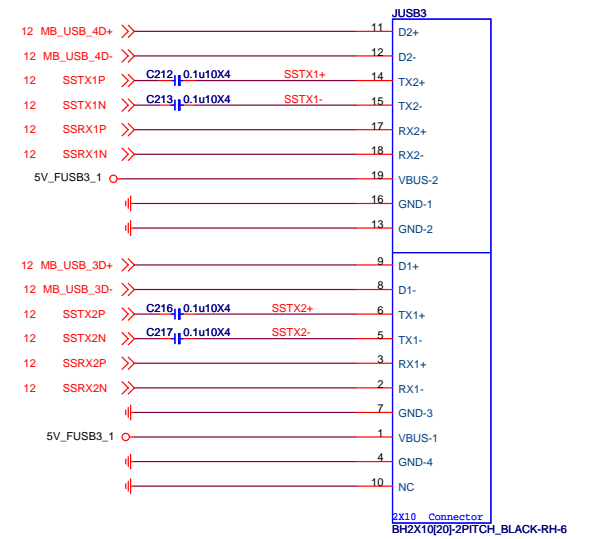 JUSB3
12 MB_USB_4D+ 11 D2+
12 MB_USB_4D- 12 D2-
12 SSTX1P C212 0.1u10X4 SSTX1+ 14 TX2+
12 SSTX1N C213 0.1u10X4 SSTX1- 15 TX2-
12 SSRX1P 17 RX2+
12 SSRX1N 18 RX2-
5V_FUSB3_1 19 VBUS-2
16 GND-1
13 GND-2
12 MB_USB_3D+ 9 D1+
12 MB_USB_3D- 8 D1-
12 SSTX2P C216 0.1u10X4 SSTX2+ 6 TX1+
12 SSTX2N C217 0.1u10X4 SSTX2- 5 TX1-
12 SSRX2P 3 RX1+
12 SSRX2N 2 RX1-
7 GND-3
5V_FUSB3_1 1 VBUS-1
4 GND-4
10 NC
2X10 Connector
BH2X10[20]-2PITCH_BLACK-RH-6